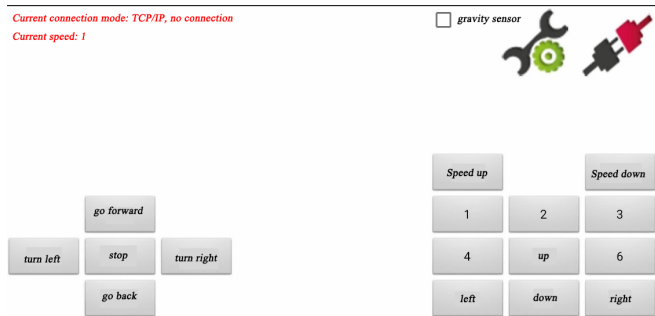 Current connection mode: TCP/IP, no connection
gravity sensor
Current speed: 1
Speed up
Speed down
go forward
1
2
3
turn left
stop
turn right
4
up
6
go back
left
down
right